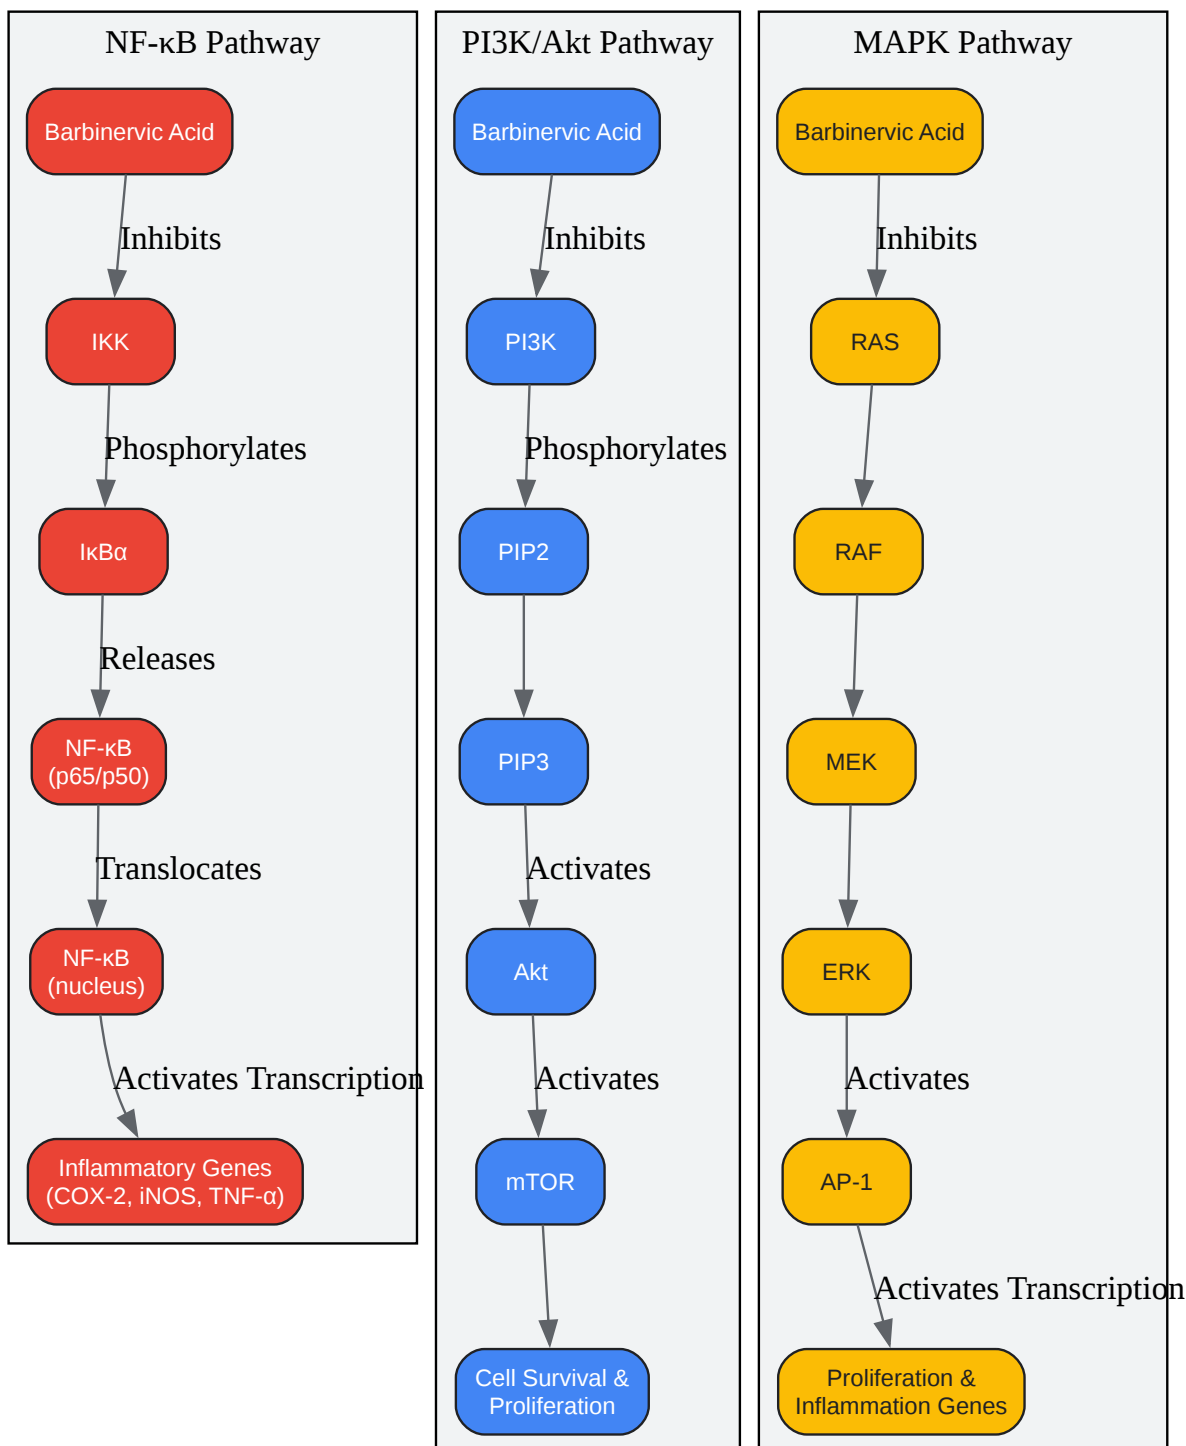 NF-κB Pathway
Barbinervic Acid
Inhibits
IKK
Phosphorylates
IκBα
Releases
NF-κB
(p65/p50)
Translocates
NF-κB
(nucleus)
Activates Transcription
Inflammatory Genes
(COX-2, iNOS, TNF-α)
PI3K/Akt Pathway
Barbinervic Acid
Inhibits
PI3K
Phosphorylates
PIP2
PIP3
Activates
Akt
Activates
mTOR
Cell Survival &
Proliferation
MAPK Pathway
Barbinervic Acid
Inhibits
RAS
RAF
MEK
ERK
Activates
AP-1
Activates Transcription
Proliferation &
Inflammation Genes